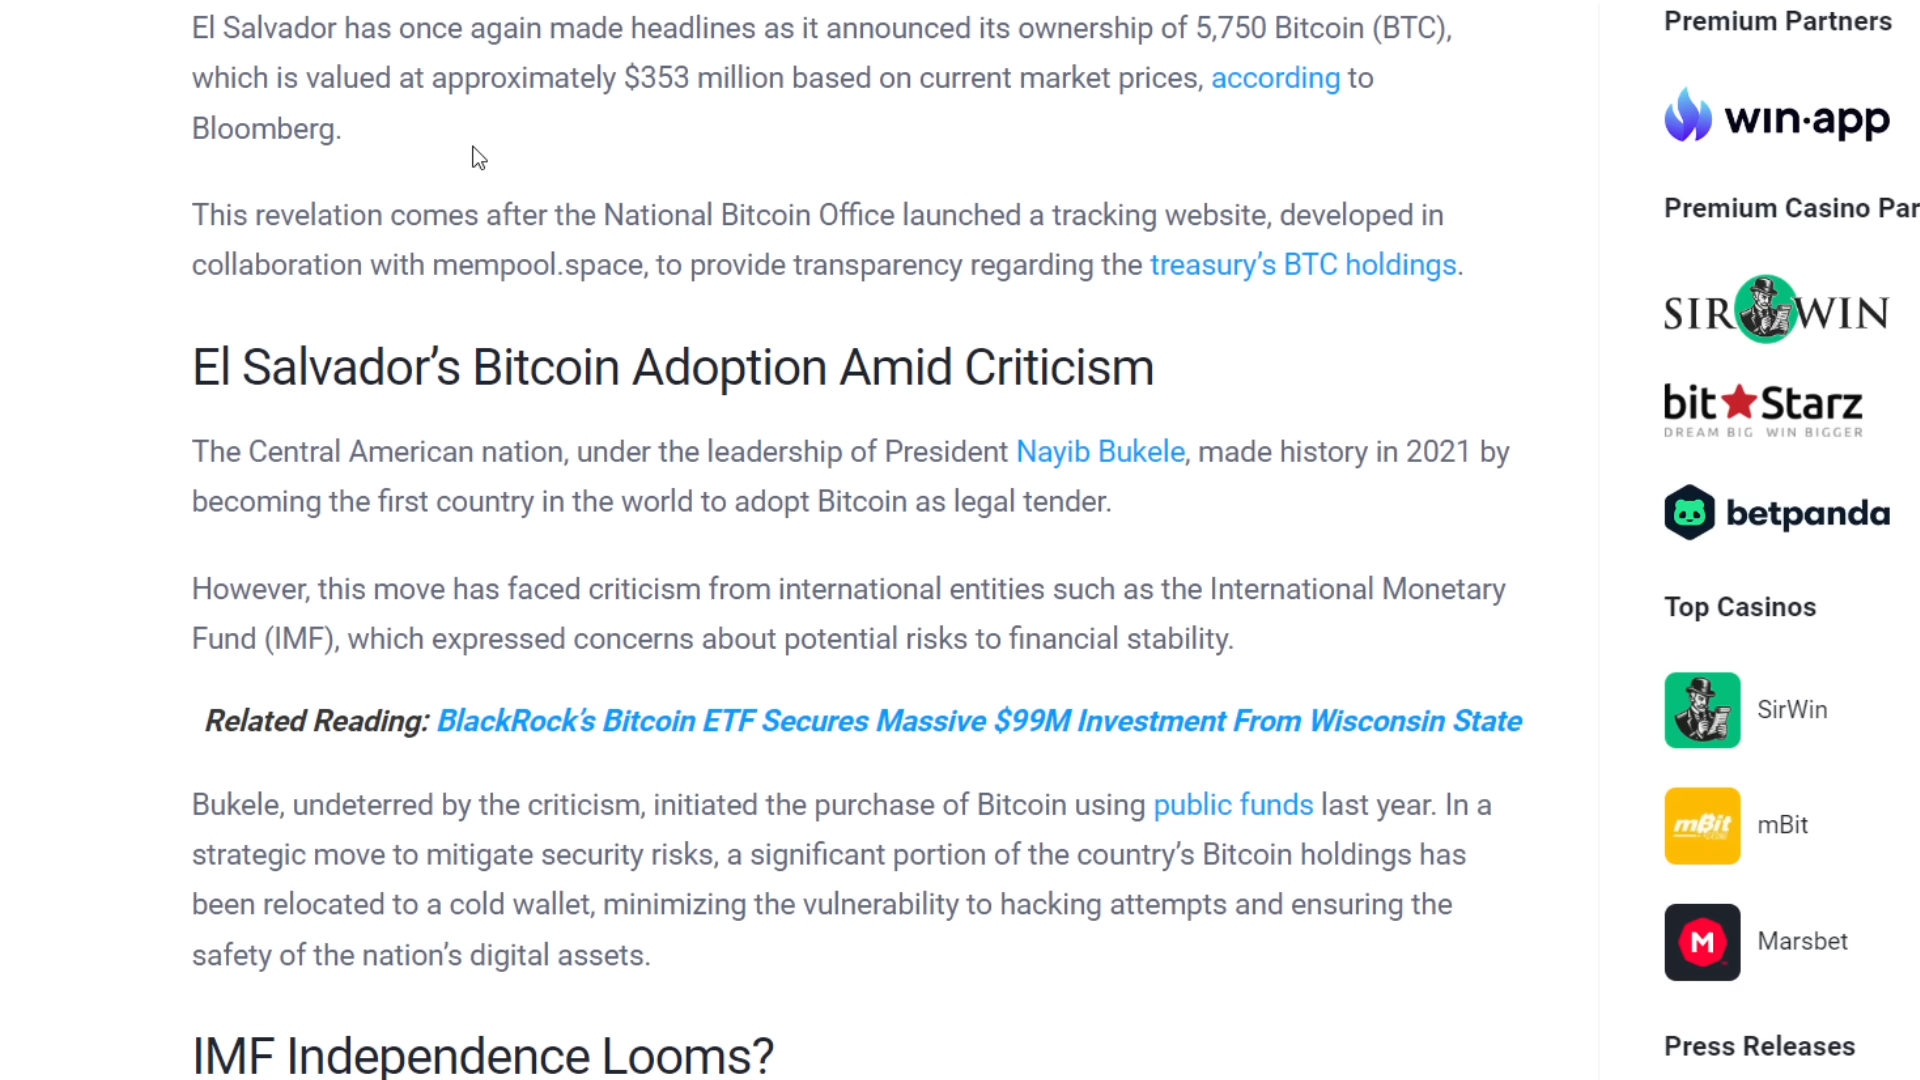 El Salvador has once again made headlines as it announced its ownership of 5,750 Bitcoin (BTC),
which is valued at approximately $353 million based on current market prices, according to
Bloomberg.
This revelation comes after the National Bitcoin Office launched a tracking website, developed in
collaboration with mempool.space, to provide transparency regarding the treasury’s BTC holdings.
El Salvador’s Bitcoin Adoption Amid Criticism
The Central American nation, under the leadership of President Nayib Bukele, made history in 2021 by
becoming the first country in the world to adopt Bitcoin as legal tender.
However, this move has faced criticism from international entities such as the International Monetary
Fund (IMF), which expressed concerns about potential risks to financial stability.
Related Reading: BlackRock’s Bitcoin ETF Secures Massive $99M Investment From Wisconsin State
Bukele, undeterred by the criticism, initiated the purchase of Bitcoin using public funds last year. In a
strategic move to mitigate security risks, a significant portion of the country’s Bitcoin holdings has
been relocated to a cold wallet, minimizing the vulnerability to hacking attempts and ensuring the
safety of the nation’s digital assets.
IMF Independence Looms?
Premium Partners
win·app
Premium Casino Par
SIR WIN
bit Starz
DREAM BIG WIN BIGGER
betpanda
Top Casinos
SirWin
mBit
mBit
M
Marsbet
Press Releases